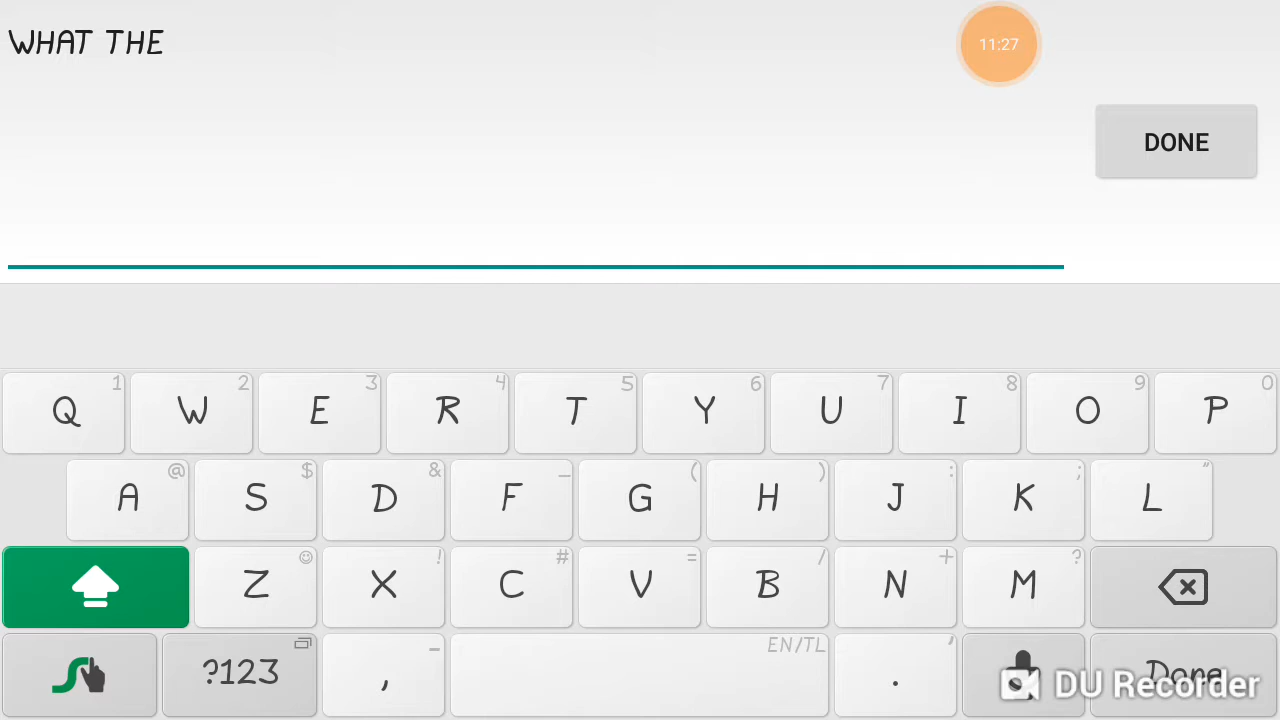 WHAT THE
11:27
DONE
Q 1 W 2 E 3 R 4 T 5 Y 6 U 7 I 8 O 9 P 0
A @ S $ D & F _ G ( H ) J : K ; L "
Z ☺ X ! C # V = B / N + M ?
?123 , - EN/TL . ' Done
DU Recorder